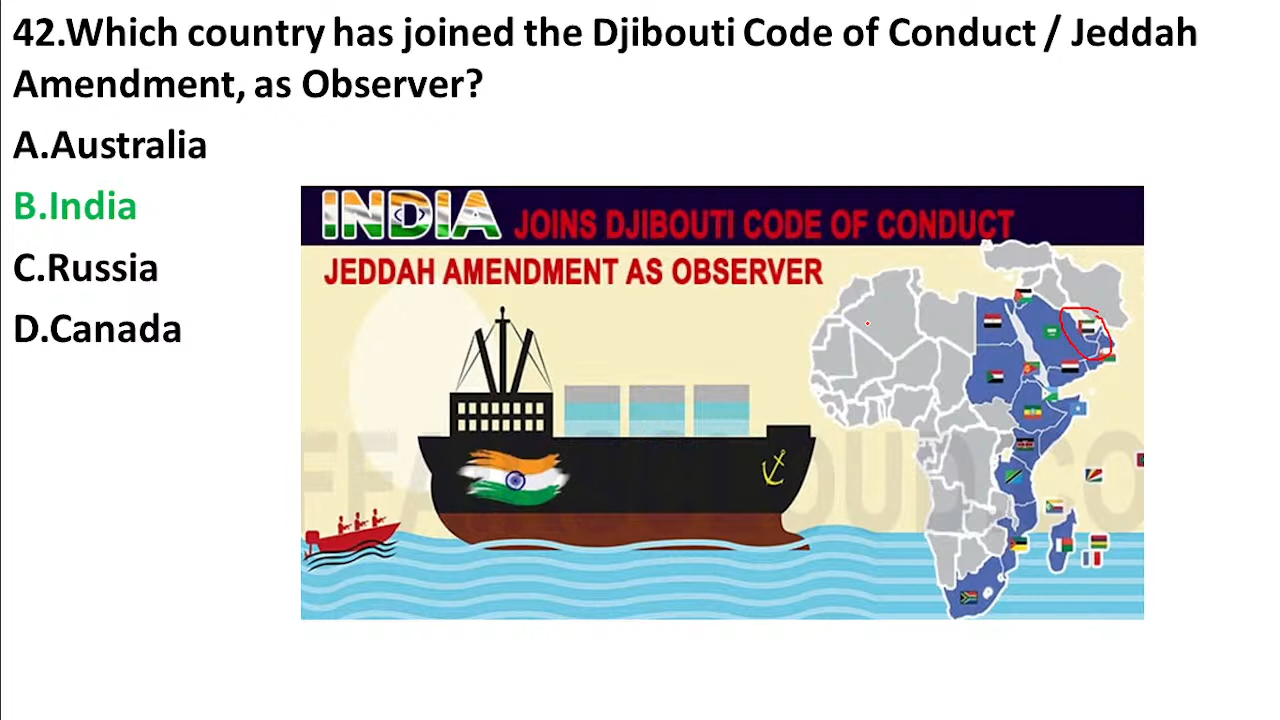 42.Which country has joined the Djibouti Code of Conduct / Jeddah
Amendment, as Observer?
A.Australia
B.India
C.Russia
D.Canada
INDIA JOINS DJIBOUTI CODE OF CONDUCT
JEDDAH AMENDMENT AS OBSERVER